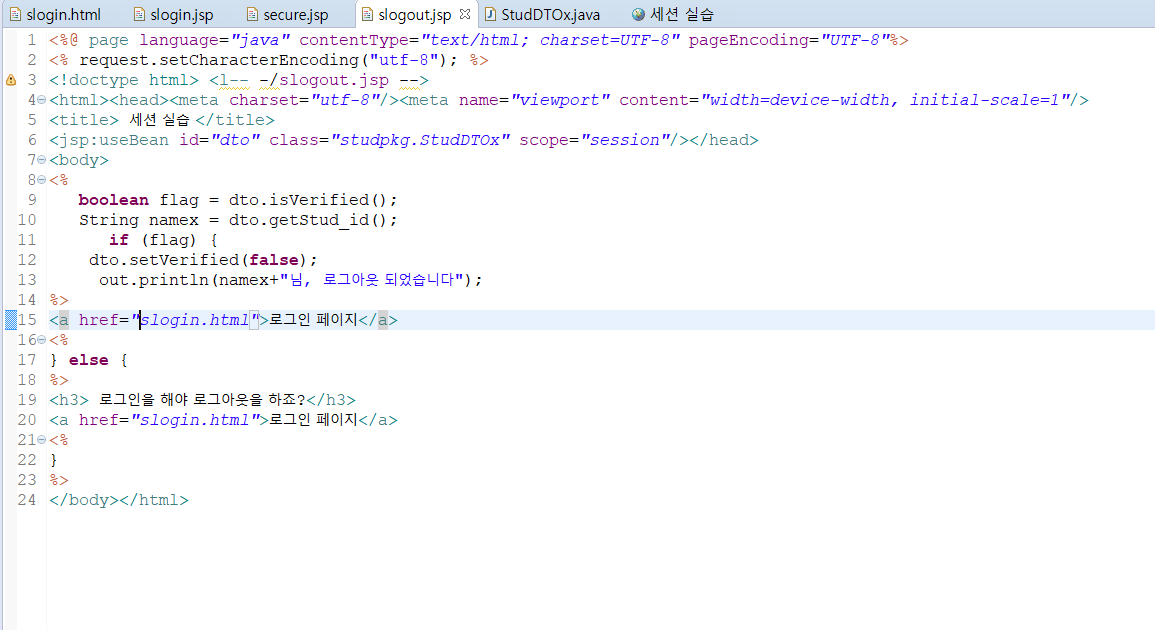 slogin.html slogin.jsp secure.jsp slogout.jsp StudDTOx.java 세션 실습
1 <%@ page language="java" contentType="text/html; charset=UTF-8" pageEncoding="UTF-8"%>
2 <% request.setCharacterEncoding("utf-8"); %>
3 <!doctype html> <!-- ~/slogout.jsp -->
4 <html><head><meta charset="utf-8"/><meta name="viewport" content="width=device-width, initial-scale=1"/>
5 <title> 세션 실습 </title>
6 <jsp:useBean id="dto" class="studpkg.StudDTOx" scope="session"/></head>
7 <body>
8 <%
9 boolean flag = dto.isVerified();
10 String namex = dto.getStud_id();
11 if (flag) {
12 dto.setVerified(false);
13 out.println(namex+"님, 로그아웃 되었습니다");
14 %>
15 <a href="slogin.html">로그인 페이지</a>
16 <%
17 } else {
18 %>
19 <h3> 로그인을 해야 로그아웃을 하죠?</h3>
20 <a href="slogin.html">로그인 페이지</a>
21 <%
22 }
23 %>
24 </body></html>